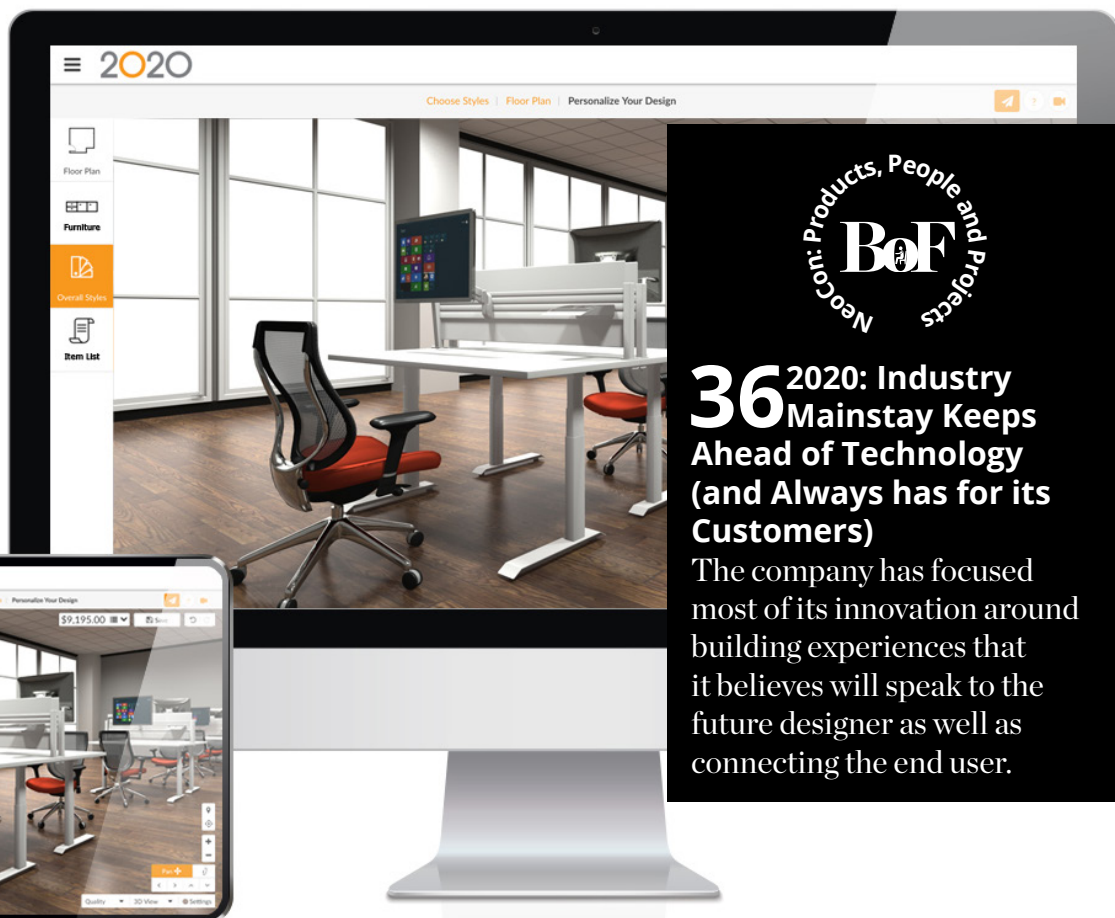 2020
Choose Styles | Floor Plan | Personalize Your Design
?
Floor Plan
Furniture
Overall Styles
Item List
NeoCon: Products, People and Projects
BoF
36 2020: Industry
Mainstay Keeps
Ahead of Technology
(and Always has for its
Customers)
The company has focused
most of its innovation around
building experiences that
it believes will speak to the
future designer as well as
connecting the end user.
Personalize Your Design
$9,195.00
Pan
Quality
3D View
Settings